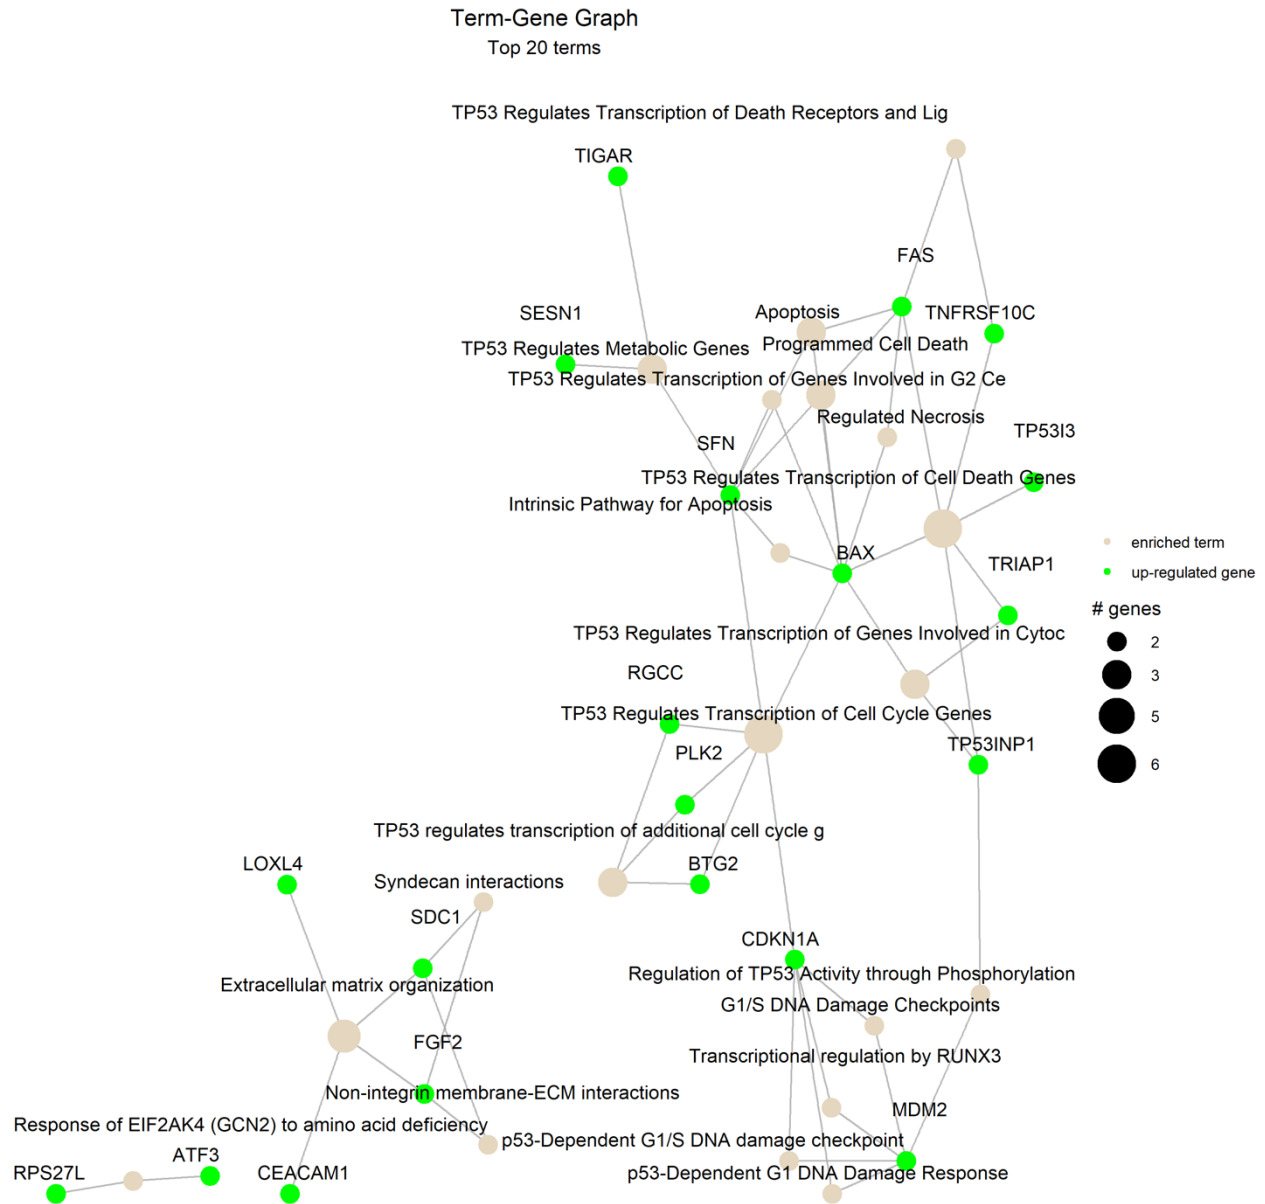 Term-Gene Graph
Top 20 terms
TP53 Regulates Transcription of Death Receptors and Lig
TIGAR
FAS
SESN1
Apoptosis
TNFRSF10C
TP53 Regulates Metabolic Genes
Programmed Cell Death
TP53 Regulates Transcription of Genes Involved in G2 Ce
Regulated Necrosis
TP53I3
SFN
TP53 Regulates Transcription of Cell Death Genes
Intrinsic Pathway for Apoptosis
enriched term
BAX
TRIAP1
up-regulated gene
# genes
2
TP53 Regulates Transcription of Genes Involved in Cytoc
RGCC
3
TP53 Regulates Transcription of Cell Cycle Genes
5
PLK2
TP53INP1
6
TP53 regulates transcription of additional cell cycle g
LOXL4
BTG2
Syndecan interactions
SDC1
CDKN1A
Regulation of TP53 Activity through Phosphorylation
Extracellular matrix organization
G1/S DNA Damage Checkpoints
FGF2
Transcriptional regulation by RUNX3
Non-integrin membrane-ECM interactions
MDM2
Response of EIF2AK4 (GCN2) to amino acid deficiency
p53-Dependent G1/S DNA damage checkpoint
ATF3
RPS27L
CEACAM1
p53-Dependent G1 DNA Damage Response